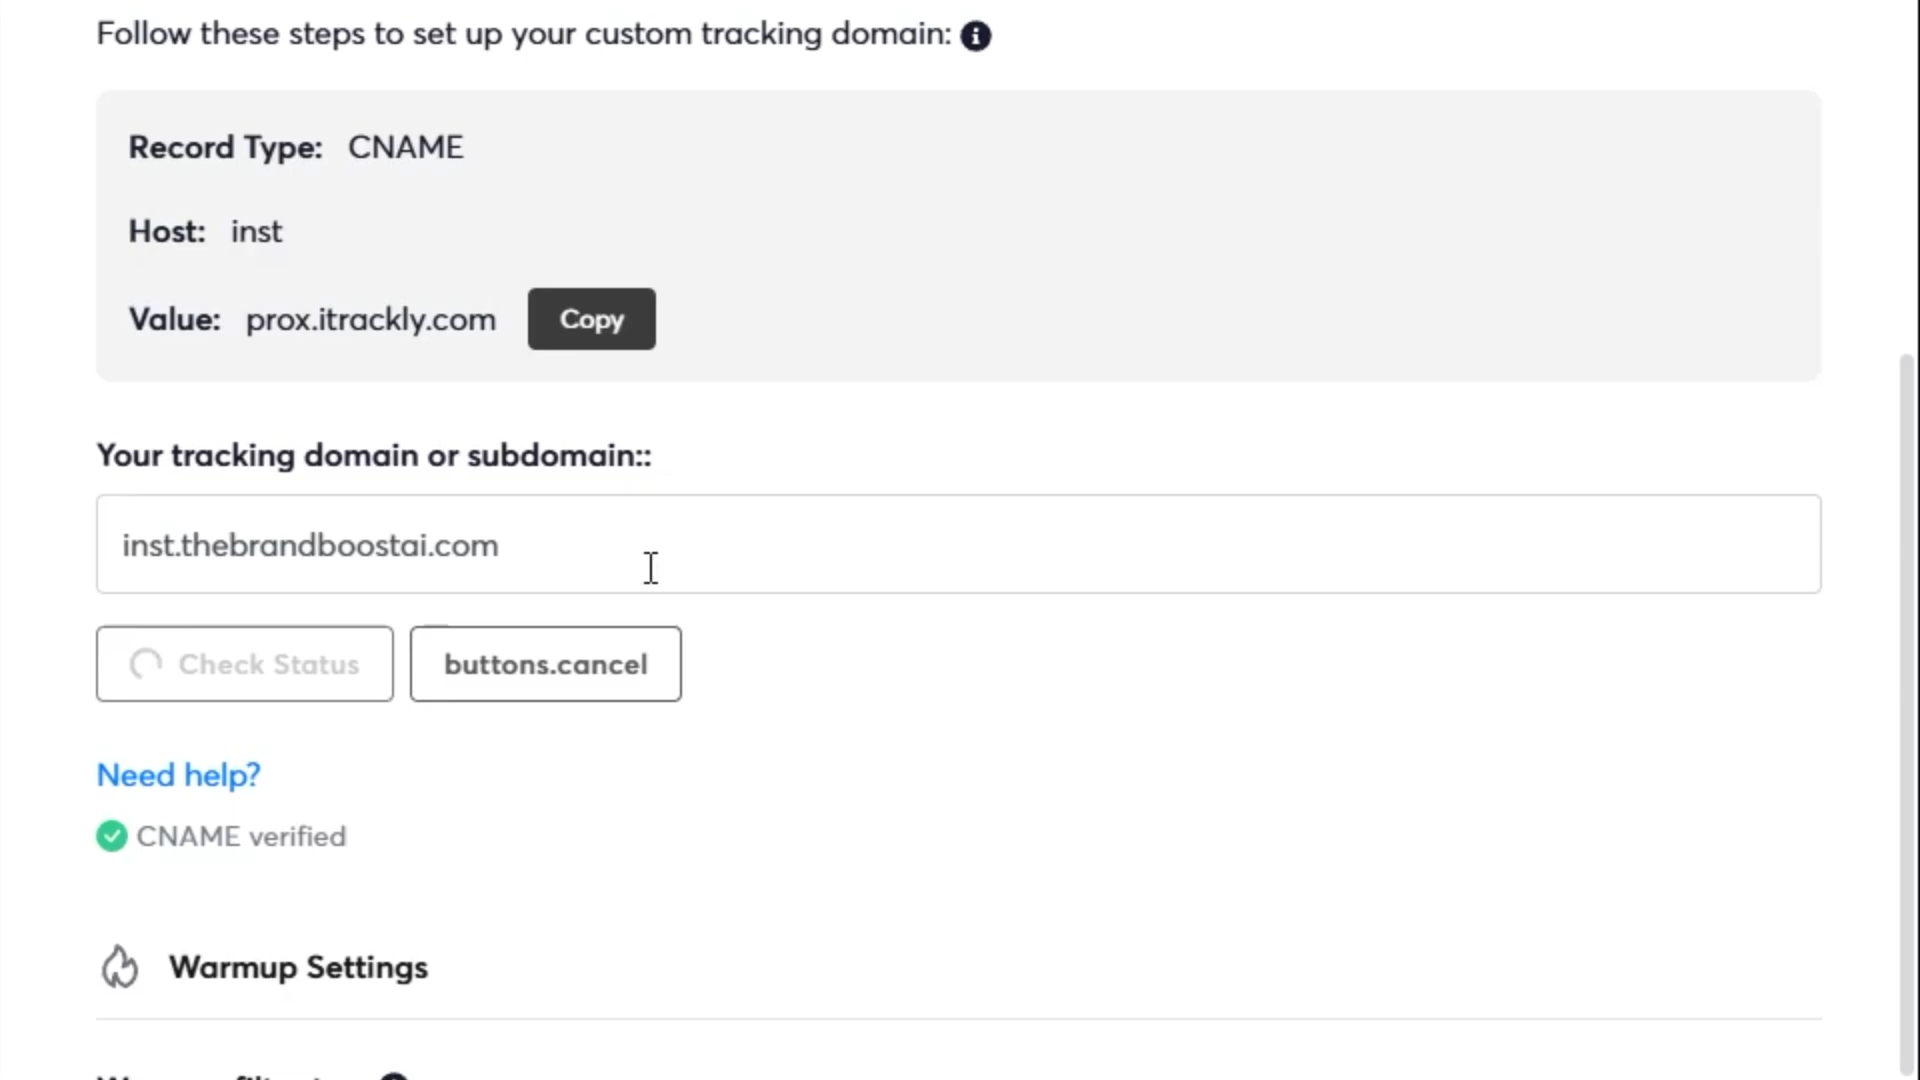 Follow these steps to set up your custom tracking domain:
Record Type: CNAME
Host: inst
Value: prox.itrackly.com Copy
Your tracking domain or subdomain::
inst.thebrandboostai.com
Check Status buttons.cancel
Need help?
CNAME verified
Warmup Settings